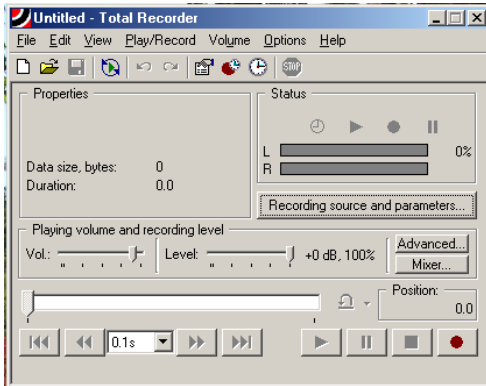 Untitled - Total Recorder
File Edit View Play/Record Volume Options Help
STOP
Properties
Data size, bytes: 0
Duration: 0.0
Status
L 0%
R
Recording source and parameters...
Playing volume and recording level
Vol.: Level: +0 dB, 100% Advanced...
Mixer...
Position:
0.0
0.1s